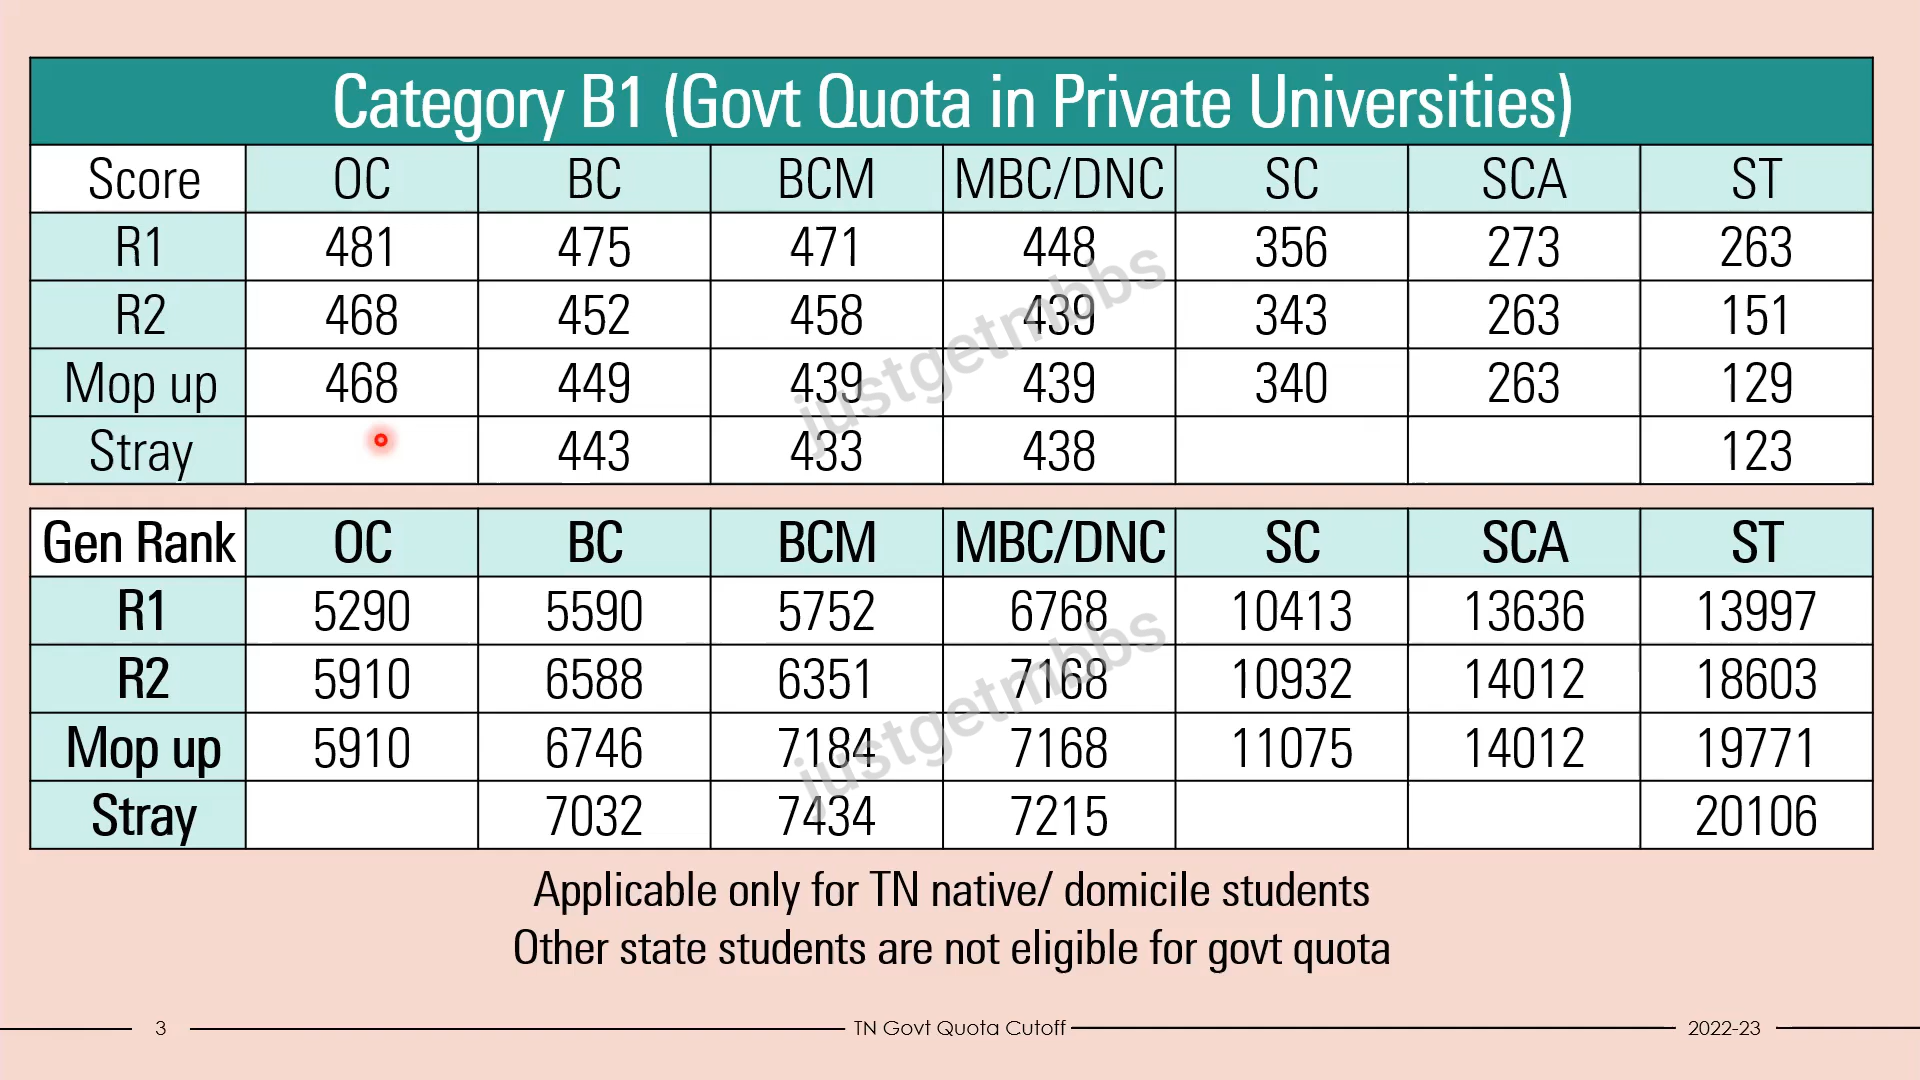 Category B1 (Govt Quota in Private Universities)
Score OC BC BCM MBC/DNC SC SCA ST
R1 481 475 471 448 356 273 263
R2 468 452 458 439 343 263 151
Mop up 468 449 439 439 340 263 129
Stray 443 433 438 123
justgetmbbs
Gen Rank OC BC BCM MBC/DNC SC SCA ST
R1 5290 5590 5752 6768 10413 13636 13997
R2 5910 6588 6351 7168 10932 14012 18603
Mop up 5910 6746 7184 7168 11075 14012 19771
Stray 7032 7434 7215 20106
justgetmbbs
Applicable only for TN native/ domicile students
Other state students are not eligible for govt quota
3 TN Govt Quota Cutoff 2022-23